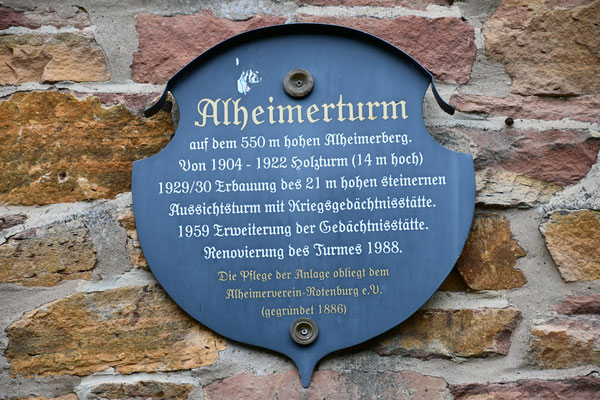 Alheimerturm
auf dem 550 m hohen Alheimerberg.
Von 1904 - 1922 Holzturm (14 m hoch)
1929/30 Erbauung des 21 m hohen steinernen
Aussichtsturm mit Kriegsgedächtnisstätte.
1959 Erweiterung der Gedächtnisstätte.
Renovierung des Turmes 1988.
Die Pflege der Anlage obliegt dem
Alheimerverein-Rotenburg e.V.
(gegründet 1886)